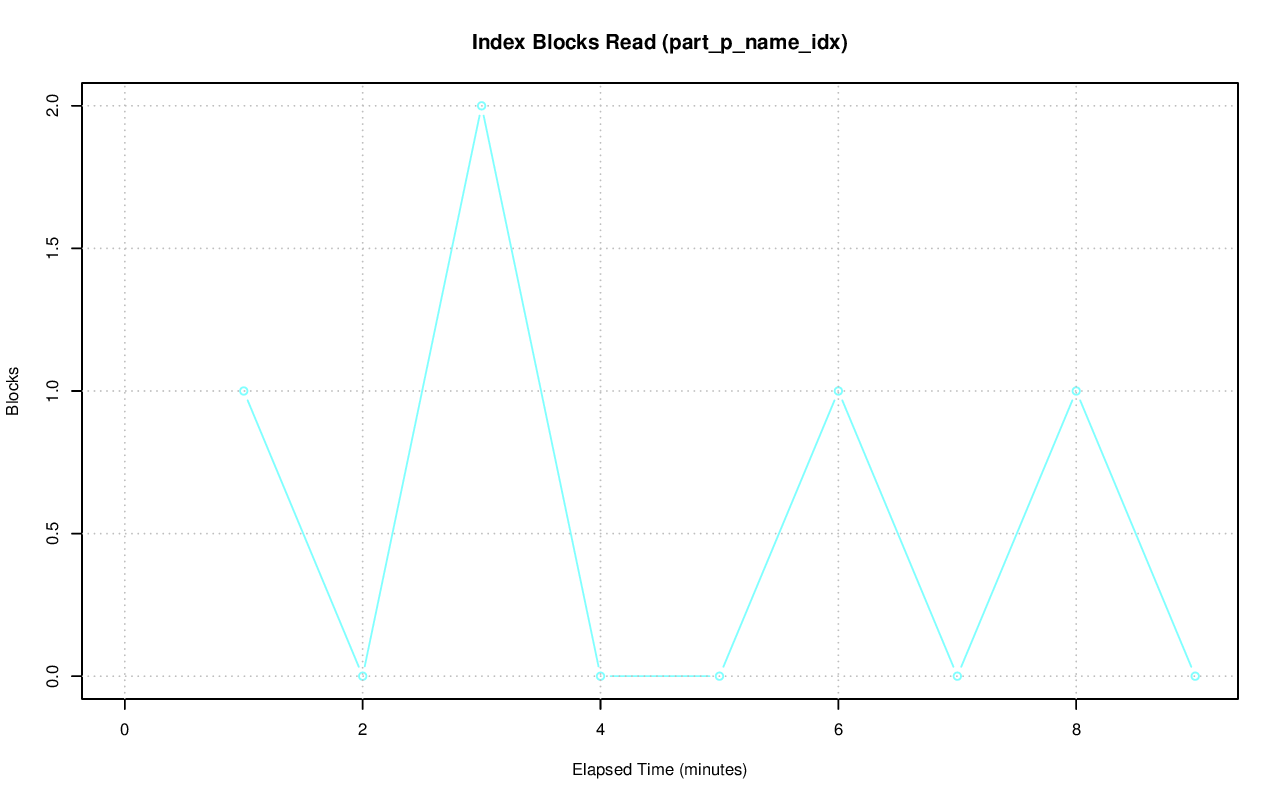 Index Blocks Read (part_p_name_idx)
Blocks
2.0
1.5
1.0
0.5
0.0
0 2 4 6 8
Elapsed Time (minutes)